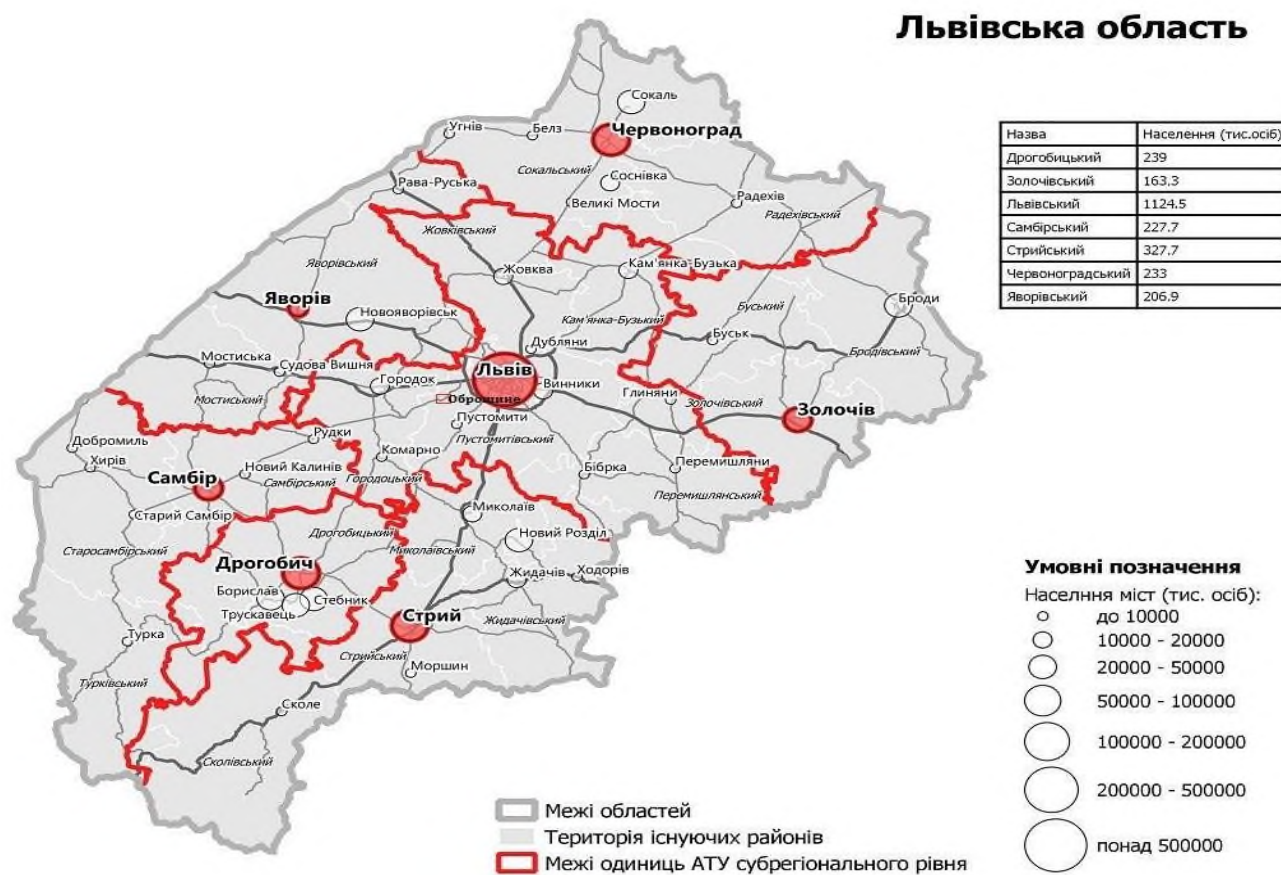 Львівська область
Назва Населення (тис.осіб)
Дрогобицький 239
Золочівський 163.3
Львівський 1124.5
Самбірський 227.7
Стрийський 327.7
Червоноградський 233
Яворівський 206.9
Сокаль
Угнів
Белз
Червоноград
Сокальський
Соснівка
Рава-Руська
Великі Мости
Радехів
Радехівський
Жовківський
Яворівський
Жовква
Кам'янка-Бузька
Яворів
Новояворівськ
Кам'янка-Бузький
Буський
Броди
Дубляни
Буськ
Бродівський
Мостиська
Судова Вишня
Львів
Городок
Винники
Оброшине
Мостиський
Глиняни
Золочівський
Золочів
Пустомити
Рудки
Пустомитівський
Добромиль
Хирів
Комарно
Новий Калинів
Бібрка
Перемишляни
Самбір
Самбірський
Городоцький
Перемишлянський
Старий Самбір
Миколаїв
Дрогобицький
Новий Розділ
Старосамбірський
Миколаївський
Дрогобич
Жидачів
Ходорів
Борислав
Стебник
Трускавець
Стрий
Жидачівський
Турка
Стрийський
Моршин
Турківський
Сколе
Сколівський
Умовні позначення
Населння міст (тис. осіб):
до 10000
10000 - 20000
20000 - 50000
50000 - 100000
100000 - 200000
200000 - 500000
понад 500000
Межі областей
Територія існуючих районів
Межі одиниць АТУ субрегіонального рівня